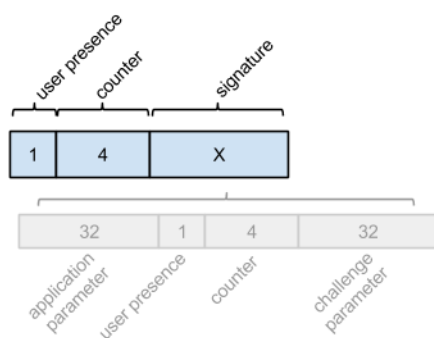 user presence
counter
signature
1 4 X
32 1 4 32
application
parameter
user presence
counter
challenge
parameter